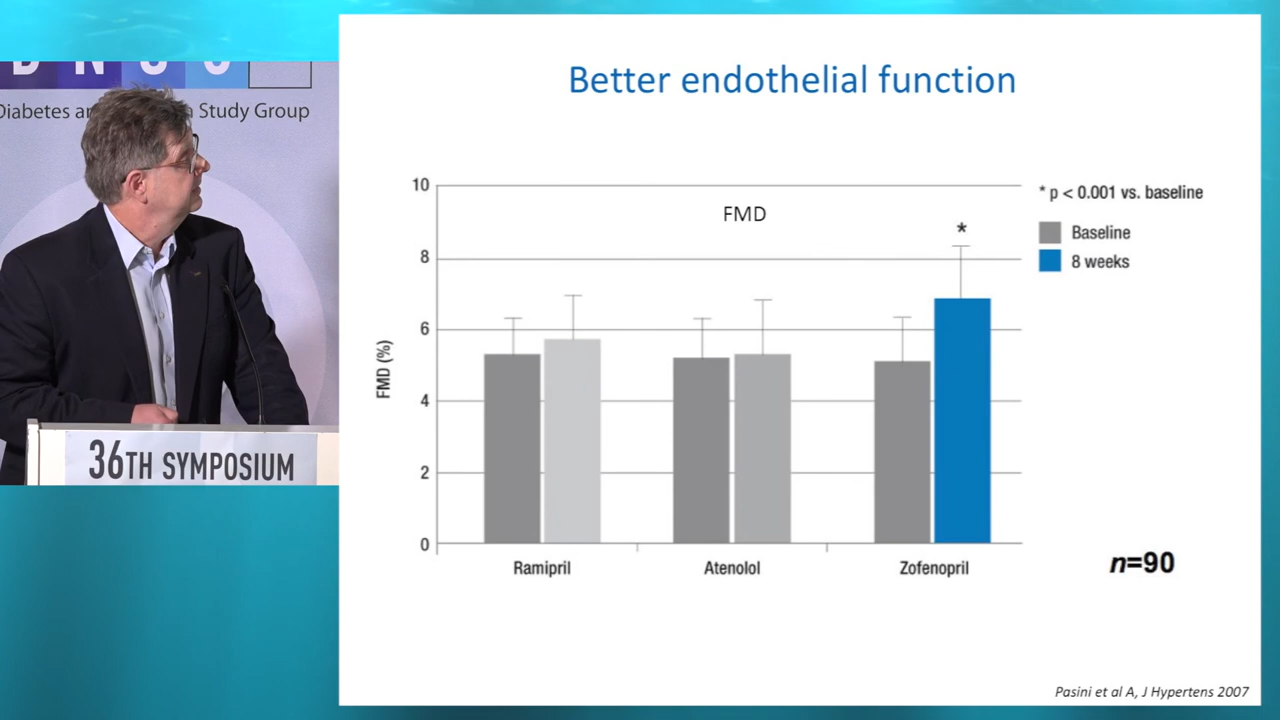 Diabetes a
Study Group
36TH SYMPOSIUM
Better endothelial function
FMD
* p < 0.001 vs. baseline
*
Baseline
8 weeks
10
8
6
4
2
0
FMD (%)
Ramipril
Atenolol
Zofenopril
n=90
Pasini et al A, J Hypertens 2007